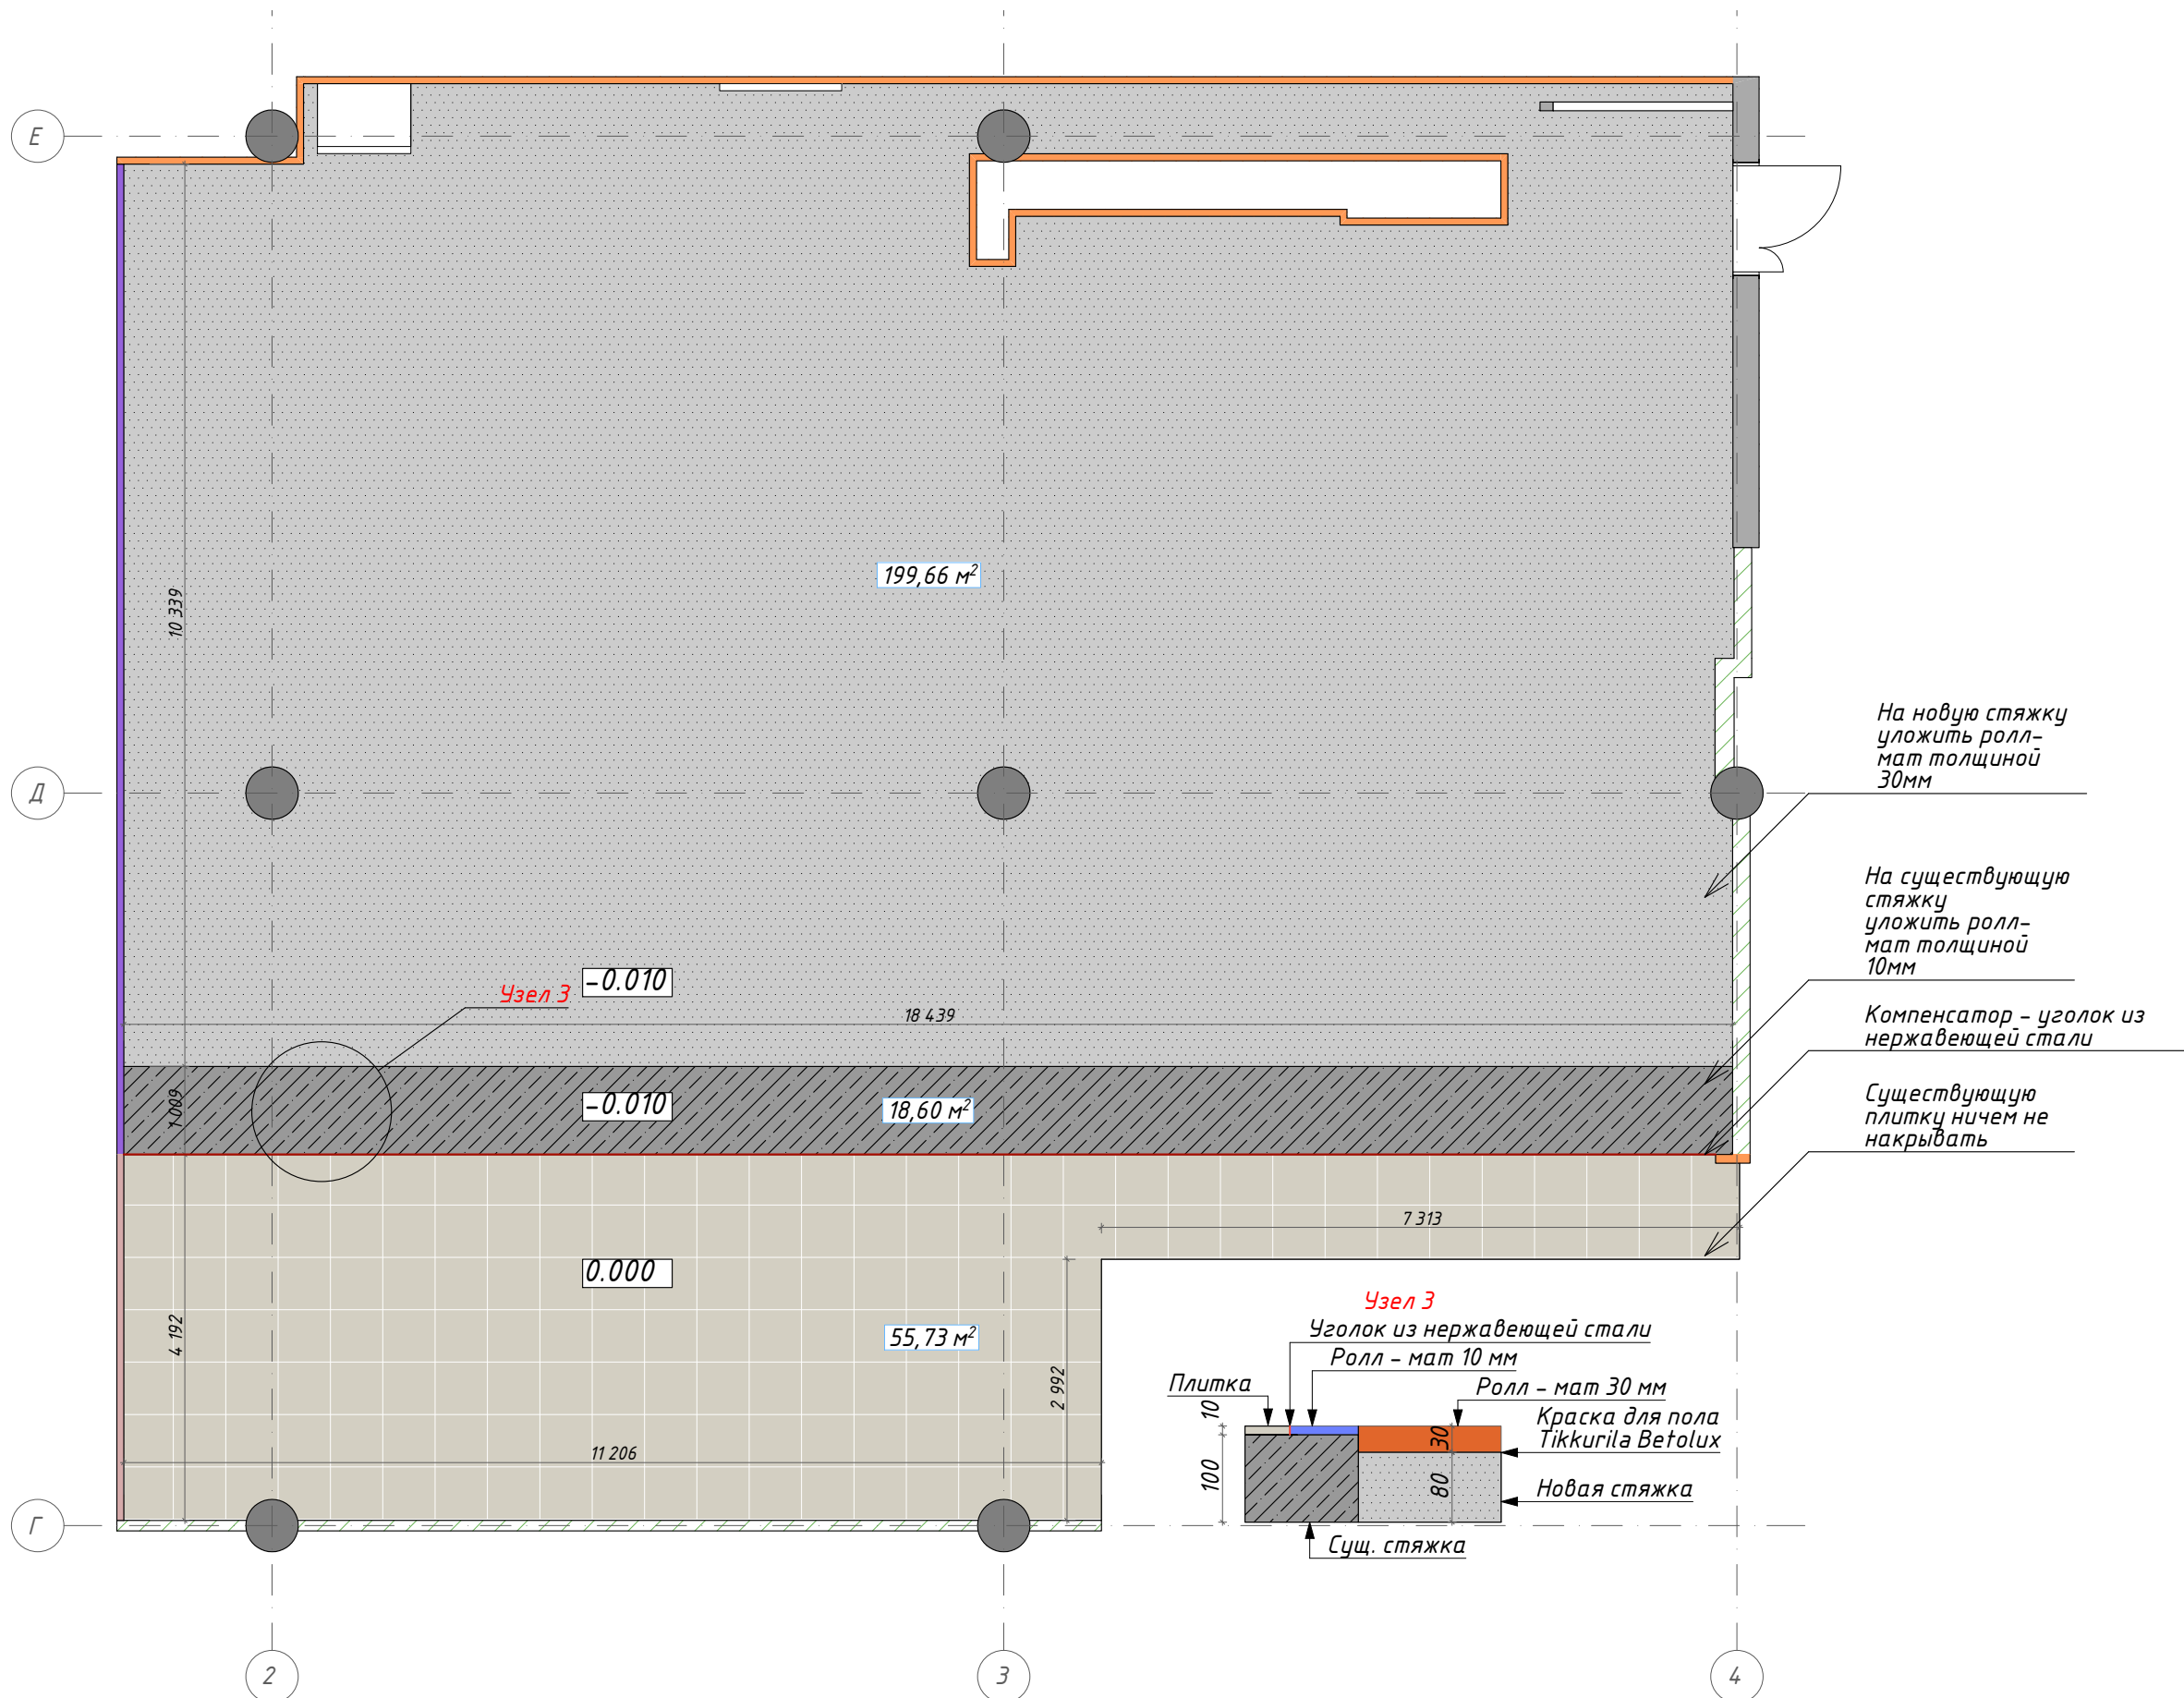 Е
199,66 м²
10 339
Д
На новую стяжку
уложить ролл-
мат толщиной
30мм
На существующую
стяжку
уложить ролл-
мат толщиной
10мм
Узел 3
-0.010
18 439
Компенсатор - уголок из
нержавеющей стали
1 009
-0.010
18,60 м²
Существующую
плитку ничем не
накрывать
7 313
0.000
4 192
55,73 м²
2 992
11 206
Узел 3
Уголок из нержавеющей стали
Ролл - мат 10 мм
Плитка
Ролл - мат 30 мм
10
30
Краска для пола
Tikkurila Betolux
100
80
Новая стяжка
Сущ. стяжка
Г
2
3
4